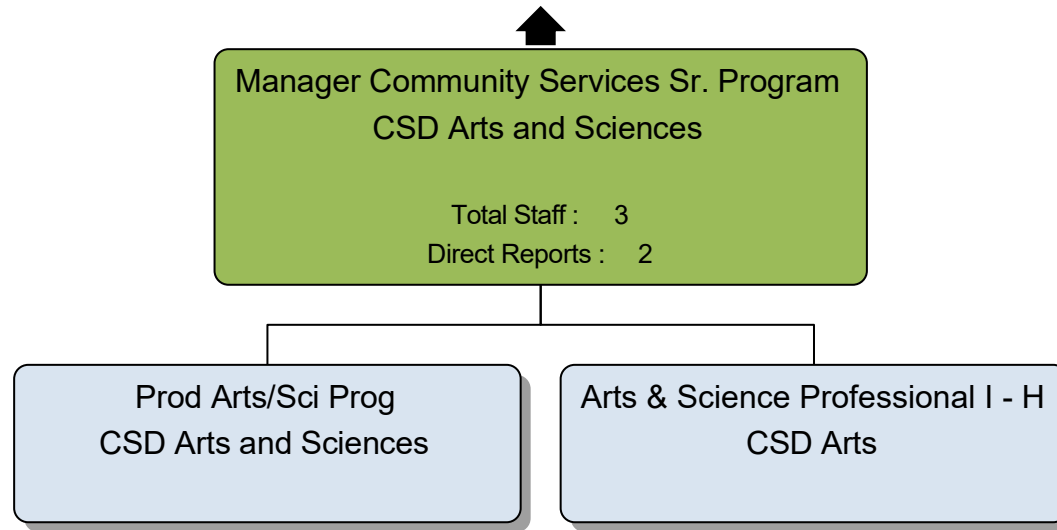 Manager Community Services Sr. Program
CSD Arts and Sciences
Total Staff : 3
Direct Reports : 2
Prod Arts/Sci Prog
CSD Arts and Sciences
Arts & Science Professional I - H
CSD Arts